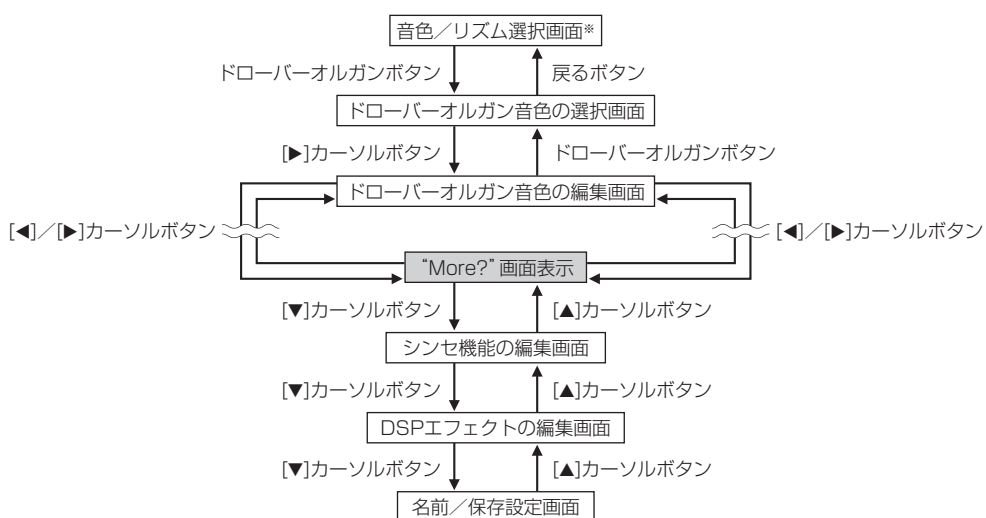 音色／リズム選択画面※
ドローバーオルガンボタン
戻るボタン
ドローバーオルガン音色の選択画面
[▶]カーソルボタン
ドローバーオルガンボタン
ドローバーオルガン音色の編集画面
[◀]／[▶]カーソルボタン
[◀]／[▶]カーソルボタン
“More?” 画面表示
[▼]カーソルボタン
[▲]カーソルボタン
シンセ機能の編集画面
[▼]カーソルボタン
[▲]カーソルボタン
DSPエフェクトの編集画面
[▼]カーソルボタン
[▲]カーソルボタン
名前／保存設定画面